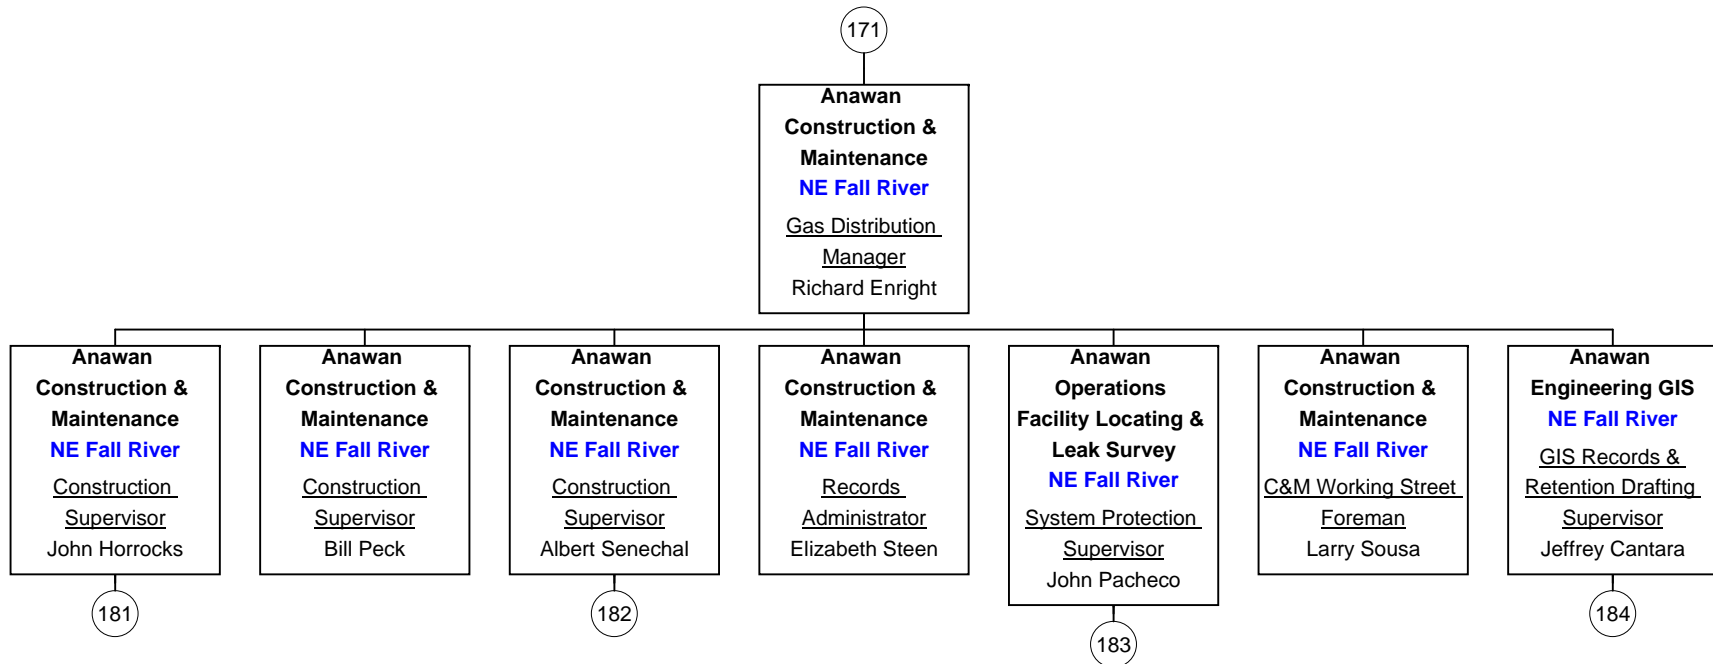 171
Anawan
Construction &
Maintenance
NE Fall River
Gas Distribution
Manager
Richard Enright
Anawan
Construction &
Maintenance
NE Fall River
Construction
Supervisor
John Horrocks
181
Anawan
Construction &
Maintenance
NE Fall River
Construction
Supervisor
Bill Peck
Anawan
Construction &
Maintenance
NE Fall River
Construction
Supervisor
Albert Senechal
182
Anawan
Construction &
Maintenance
NE Fall River
Records
Administrator
Elizabeth Steen
Anawan
Operations
Facility Locating &
Leak Survey
NE Fall River
System Protection
Supervisor
John Pacheco
183
Anawan
Construction &
Maintenance
NE Fall River
C&M Working Street
Foreman
Larry Sousa
Anawan
Engineering GIS
NE Fall River
GIS Records &
Retention Drafting
Supervisor
Jeffrey Cantara
184